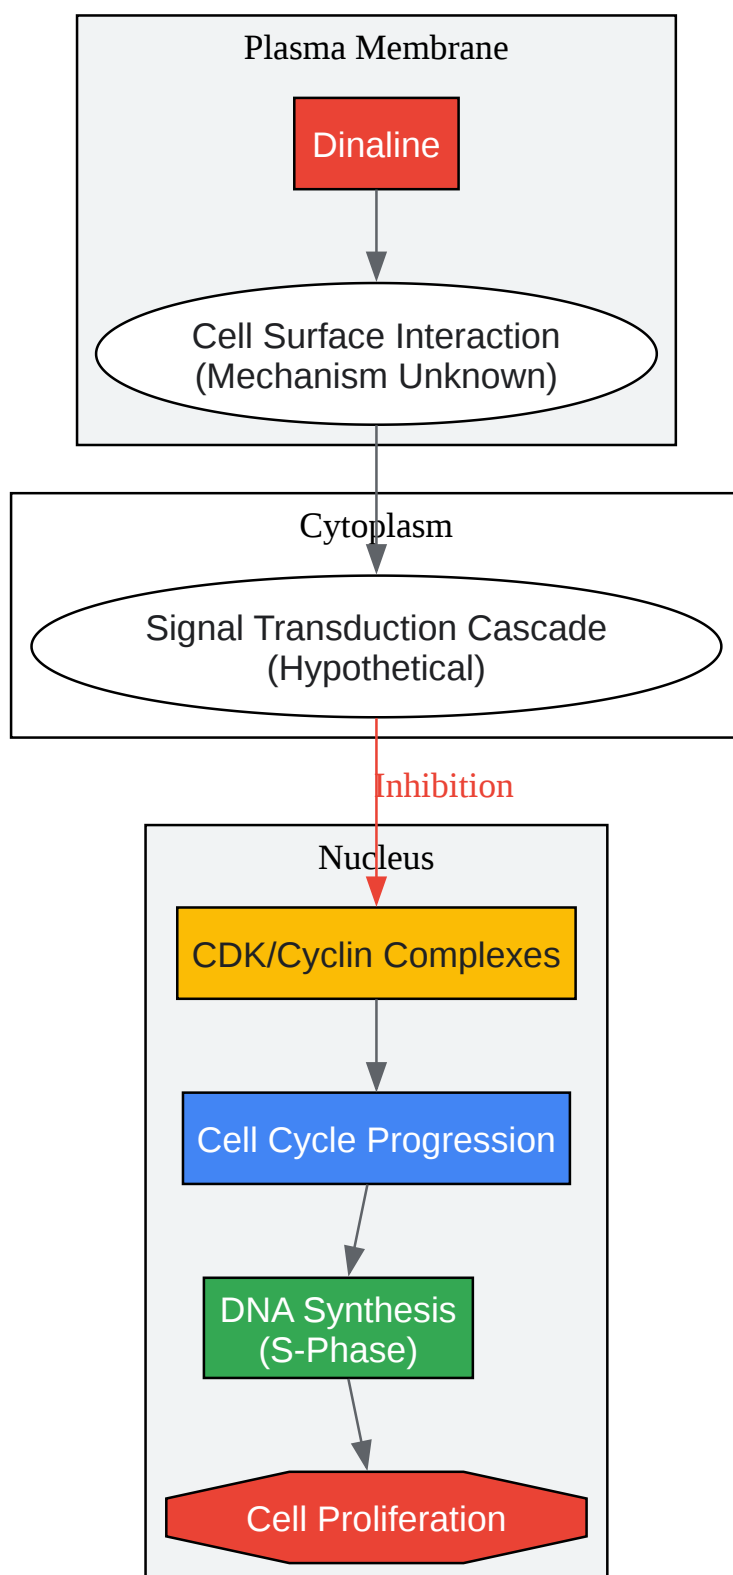 Plasma Membrane
Dinaline
Cell Surface Interaction
(Mechanism Unknown)
Cytoplasm
Signal Transduction Cascade
(Hypothetical)
Inhibition
Nucleus
CDK/Cyclin Complexes
Cell Cycle Progression
DNA Synthesis
(S-Phase)
Cell Proliferation